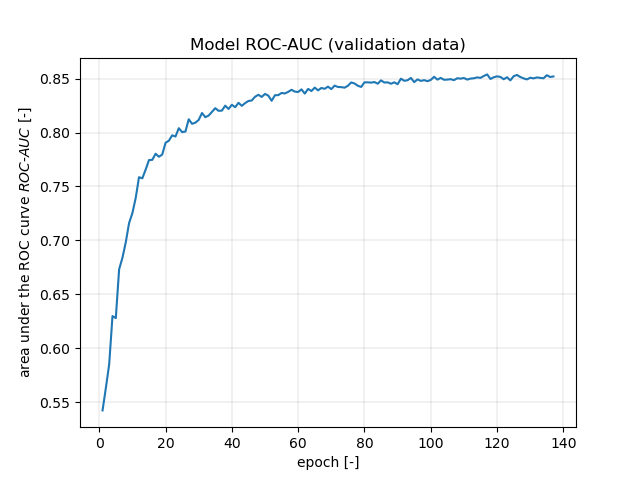 Model ROC-AUC (validation data)
area under the ROC curve ROC-AUC [-]
0.85
0.80
0.75
0.70
0.65
0.60
0.55
0 20 40 60 80 100 120 140
epoch [-]